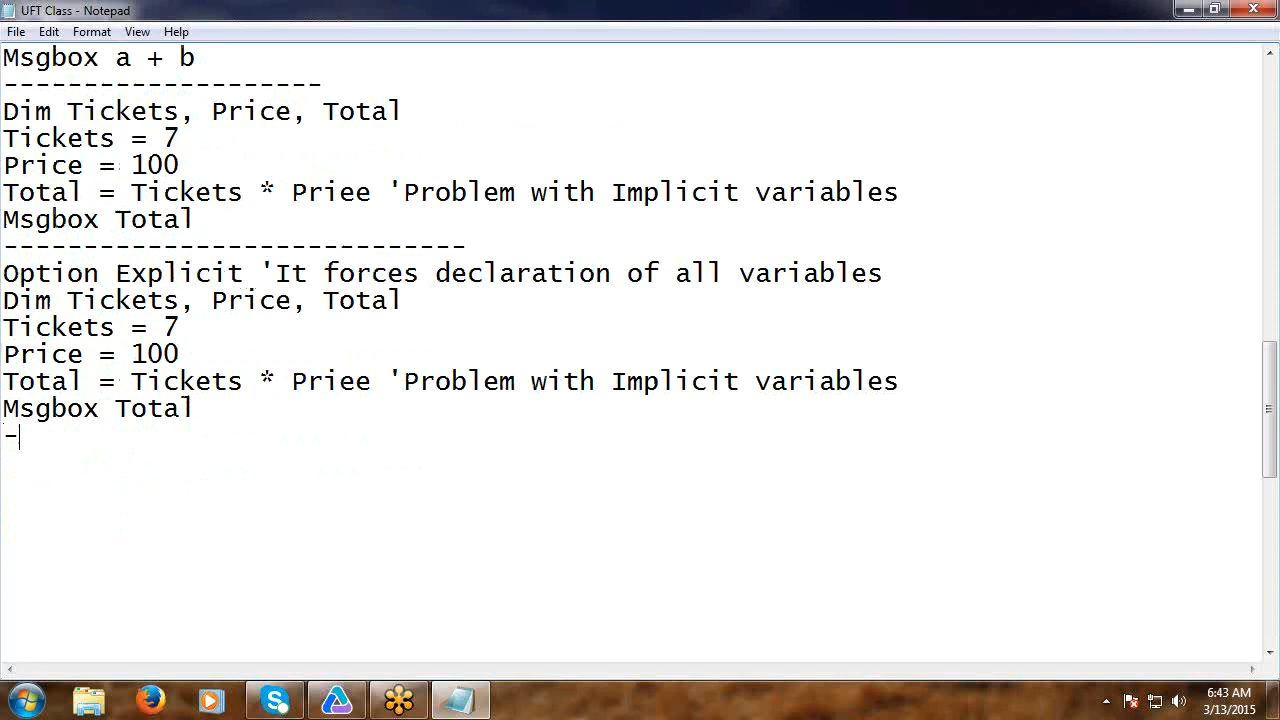 UFT Class - Notepad
File Edit Format View Help
Msgbox a + b
--------------------
Dim Tickets, Price, Total
Tickets = 7
Price = 100
Total = Tickets * Priee 'Problem with Implicit variables
Msgbox Total
-----------------------------
Option Explicit 'It forces declaration of all variables
Dim Tickets, Price, Total
Tickets = 7
Price = 100
Total = Tickets * Priee 'Problem with Implicit variables
Msgbox Total
-
6:43 AM
3/13/2015